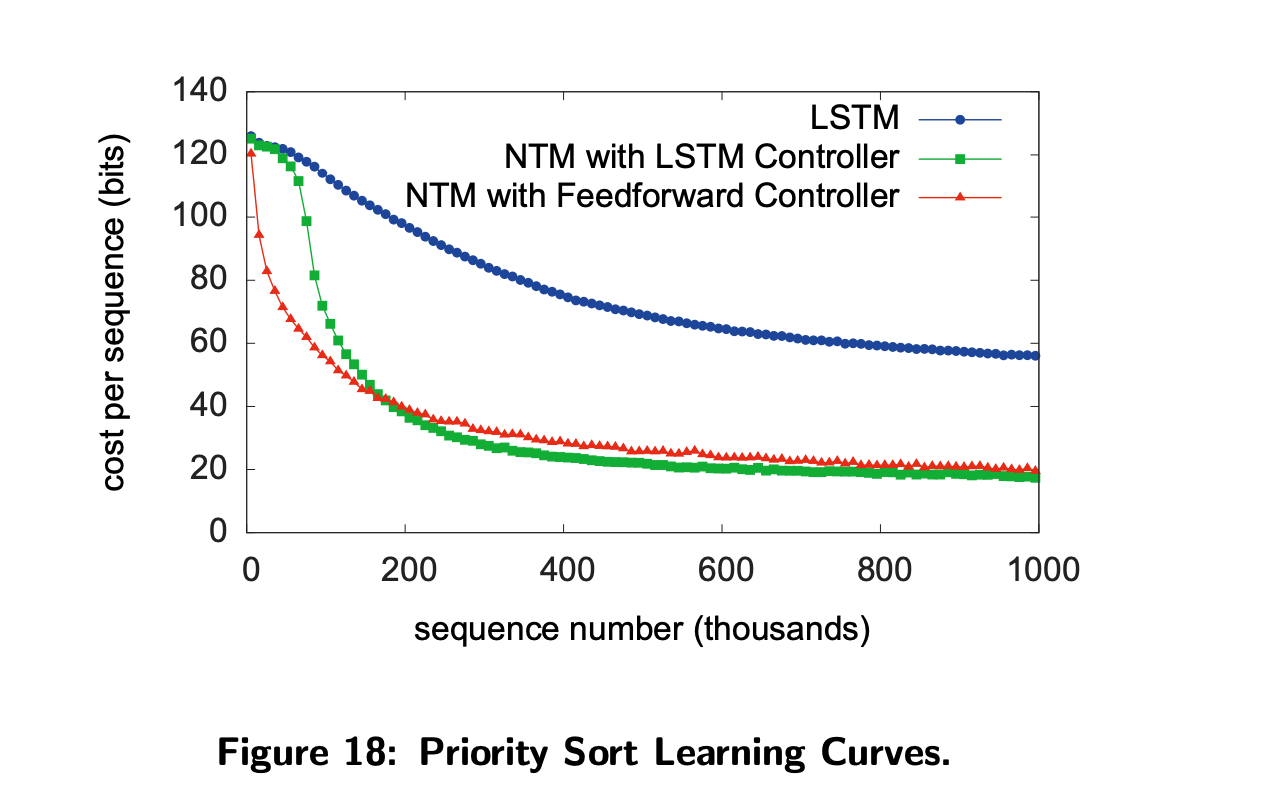 140
120
100
80
60
40
20
0
cost per sequence (bits)
LSTM
NTM with LSTM Controller
NTM with Feedforward Controller
0 200 400 600 800 1000
sequence number (thousands)
Figure 18: Priority Sort Learning Curves.